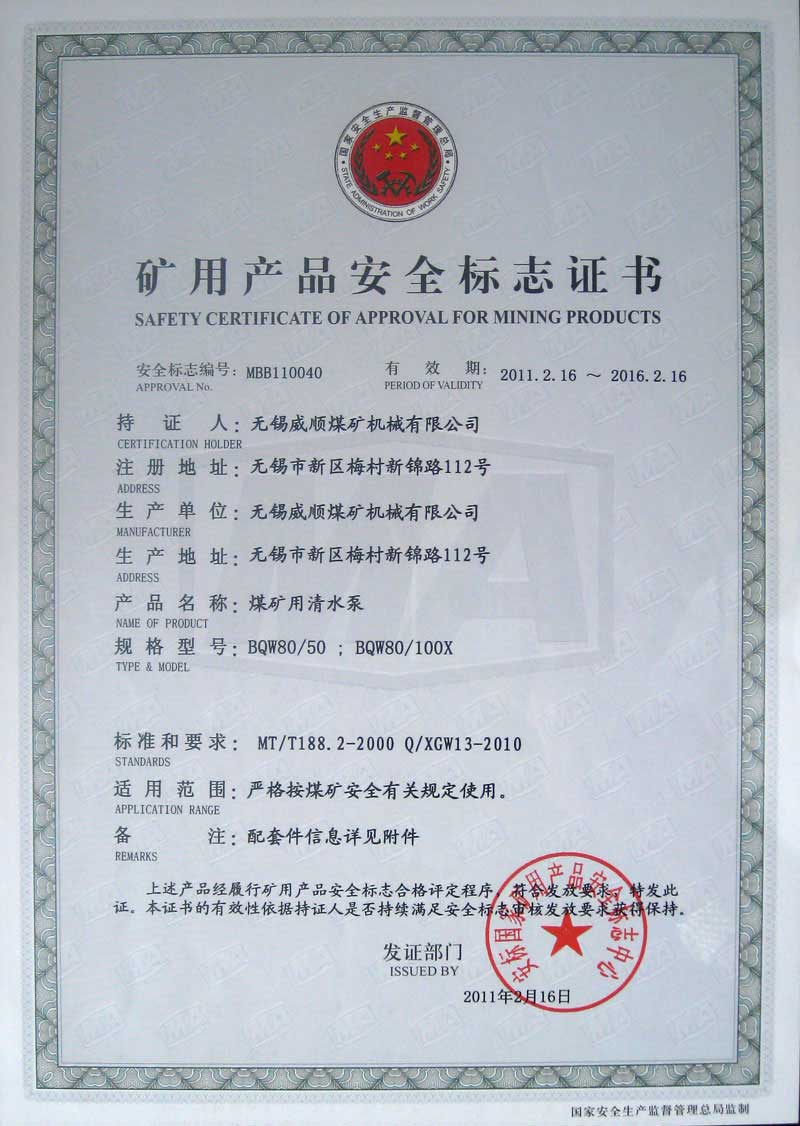 国家安全生产监督管理总局
STATE ADMINISTRATION OF WORK SAFETY
矿用产品安全标志证书
SAFETY CERTIFICATE OF APPROVAL FOR MINING PRODUCTS
安全标志编号: MBB110040 有效期: 2011.2.16 ~ 2016.2.16
APPROVAL No. PERIOD OF VALIDITY
持证人: 无锡威顺煤矿机械有限公司
CERTIFICATION HOLDER
注册地址: 无锡市新区梅村新锦路112号
ADDRESS
生产单位: 无锡威顺煤矿机械有限公司
MANUFACTURER
生产地址: 无锡市新区梅村新锦路112号
ADDRESS
产品名称: 煤矿用清水泵
NAME OF PRODUCT
规格型号: BQW80/50 ; BQW80/100X
TYPE & MODEL
标准和要求: MT/T188.2-2000 Q/XGW13-2010
STANDARDS
适用范围: 严格按煤矿安全有关规定使用。
APPLICATION RANGE
备注: 配套件信息详见附件
REMARKS
上述产品经履行矿用产品安全标志合格评定程序，符合发放要求，特发此
证。本证书的有效性依据持证人是否持续满足安全标志审核发放要求获得保持。
发证部门
ISSUED BY
安标国家矿用产品安全标志中心
2011年2月16日
国家安全生产监督管理总局监制
MA